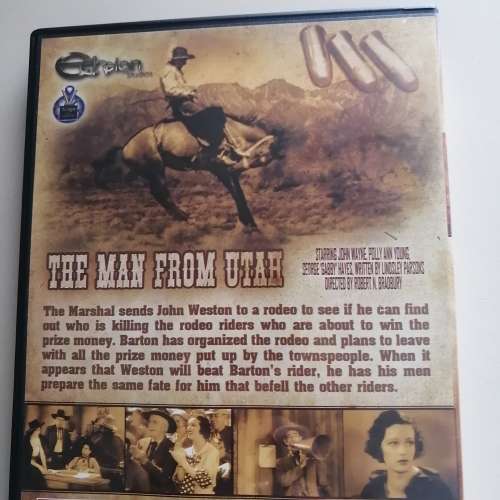 THE MAN FROM UTAH
STARRING JOHN WAYNE, POLLY ANN YOUNG,
GEORGE 'GABBY' HAYES, WRITTEN BY LINDSLEY PARSONS
DIRECTED BY ROBERT N. BRADBURY
The Marshal sends John Weston to a rodeo to see if he can find
out who is killing the rodeo riders who are about to win the
prize money. Barton has organized the rodeo and plans to leave
with all the prize money put up by the townspeople. When it
appears that Weston will beat Barton's rider, he has his men
prepare the same fate for him that befell the other riders.